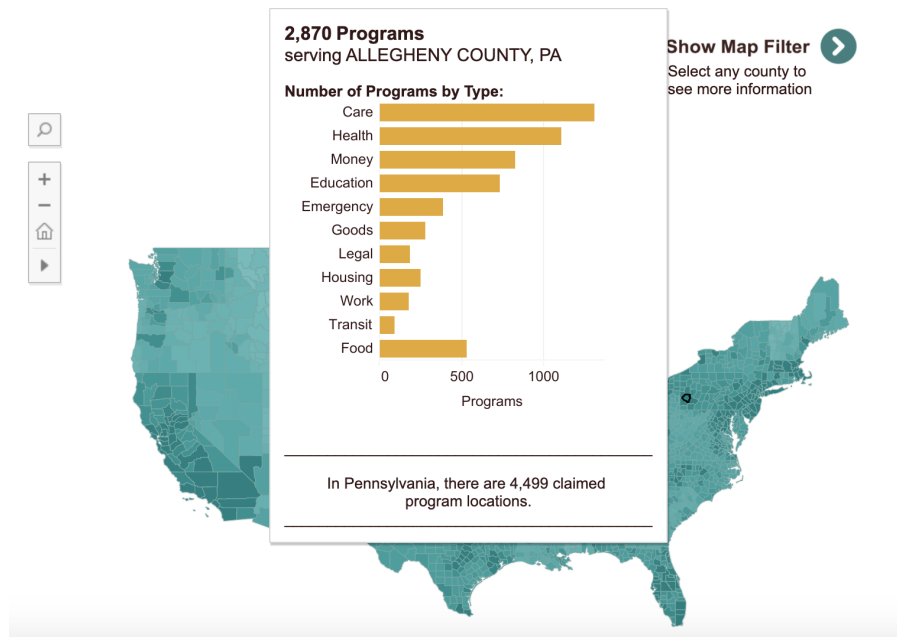 2,870 Programs
serving ALLEGHENY COUNTY, PA
Show Map Filter
Select any county to
see more information
Number of Programs by Type:
Care
Health
Money
Education
Emergency
Goods
Legal
Housing
Work
Transit
Food
0 500 1000
Programs
In Pennsylvania, there are 4,499 claimed
program locations.